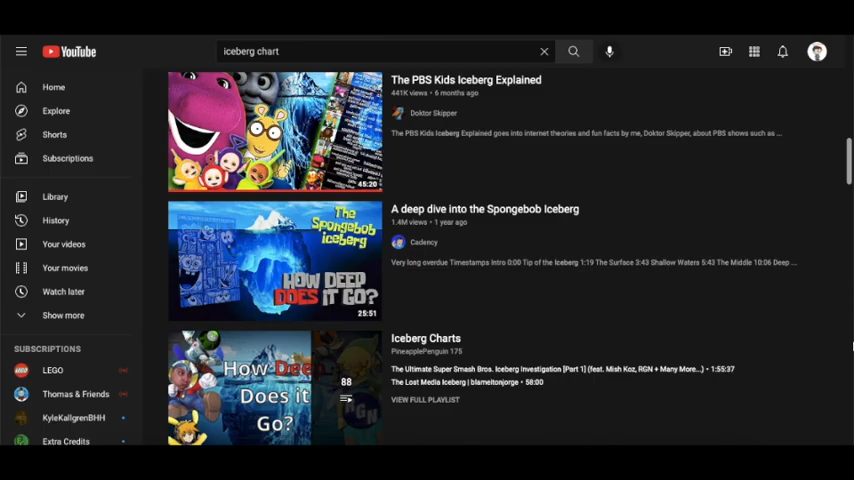 YouTube
iceberg chart
Home
Explore
Shorts
Subscriptions
Library
History
Your videos
Your movies
Watch later
Show more
SUBSCRIPTIONS
LEGO
Thomas & Friends
KyleKallgrenBHH
Extra Credits
45:20
The PBS Kids Iceberg Explained
441K views • 6 months ago
Doktor Skipper
The PBS Kids Iceberg Explained goes into internet theories and fun facts by me, Doktor Skipper, about PBS shows such as ...
The
Spongebob
iceberg
HOW DEEP
DOES IT GO?
25:51
A deep dive into the Spongebob Iceberg
1.4M views • 1 year ago
Cadency
Very long overdue Timestamps Intro 0:00 Tip of the Iceberg 1:19 The Surface 3:43 Shallow Waters 5:43 The Middle 10:06 Deep ...
How Deep
Does it
Go?
88
Iceberg Charts
PineapplePenguin 175
The Ultimate Super Smash Bros. Iceberg Investigation [Part 1] (feat. Mish Koz, RGN + Many More...) • 1:55:37
The Lost Media Iceberg | blameitonjorge • 58:00
VIEW FULL PLAYLIST